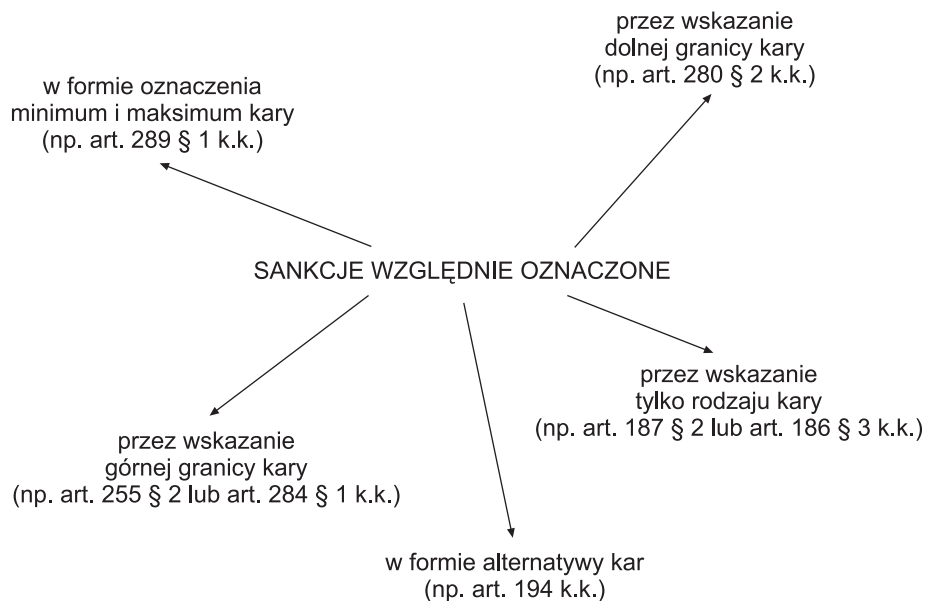 przez wskazanie
dolnej granicy kary
(np. art. 280 § 2 k.k.)
w formie oznaczenia
minimum i maksimum kary
(np. art. 289 § 1 k.k.)
SANKCJE WZGLĘDNIE OZNACZONE
przez wskazanie
tylko rodzaju kary
(np. art. 187 § 2 lub art. 186 § 3 k.k.)
przez wskazanie
górnej granicy kary
(np. art. 255 § 2 lub art. 284 § 1 k.k.)
w formie alternatywy kar
(np. art. 194 k.k.)